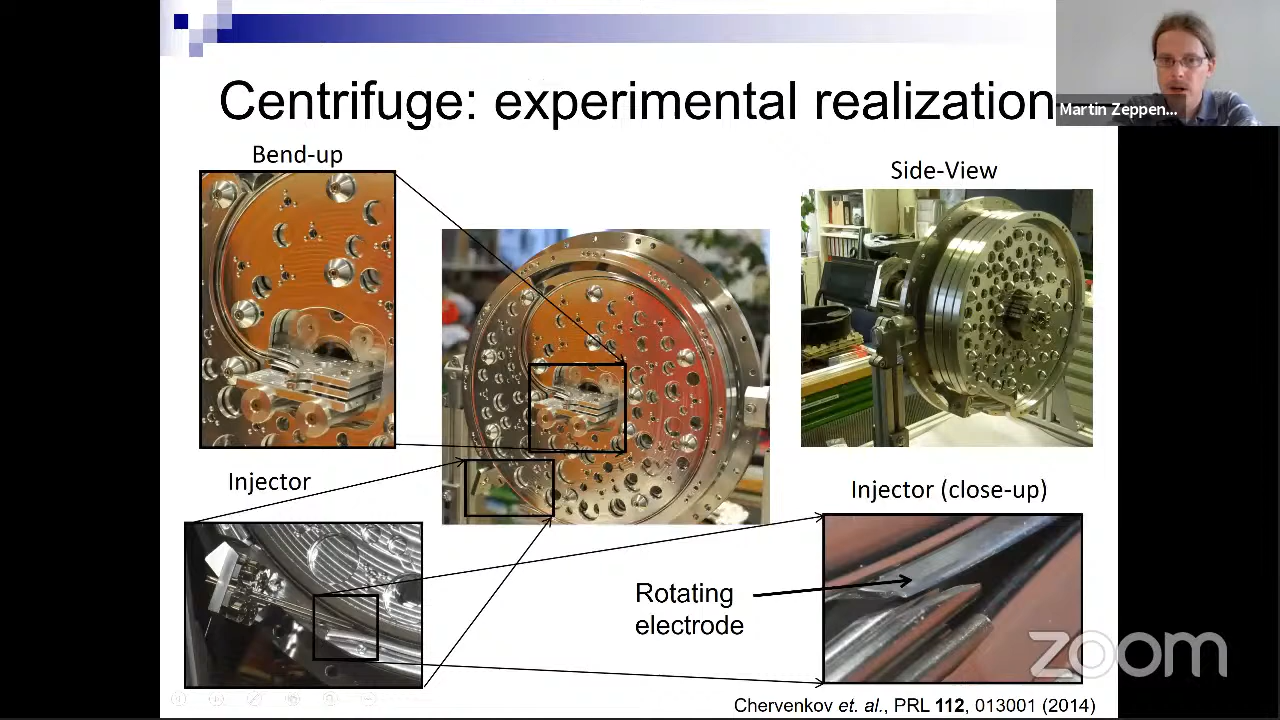 Centrifuge: experimental realization
Martin Zeppen...
Bend-up
Side-View
Injector
Injector (close-up)
Rotating
electrode
zoom
Chervenkov et. al., PRL 112, 013001 (2014)